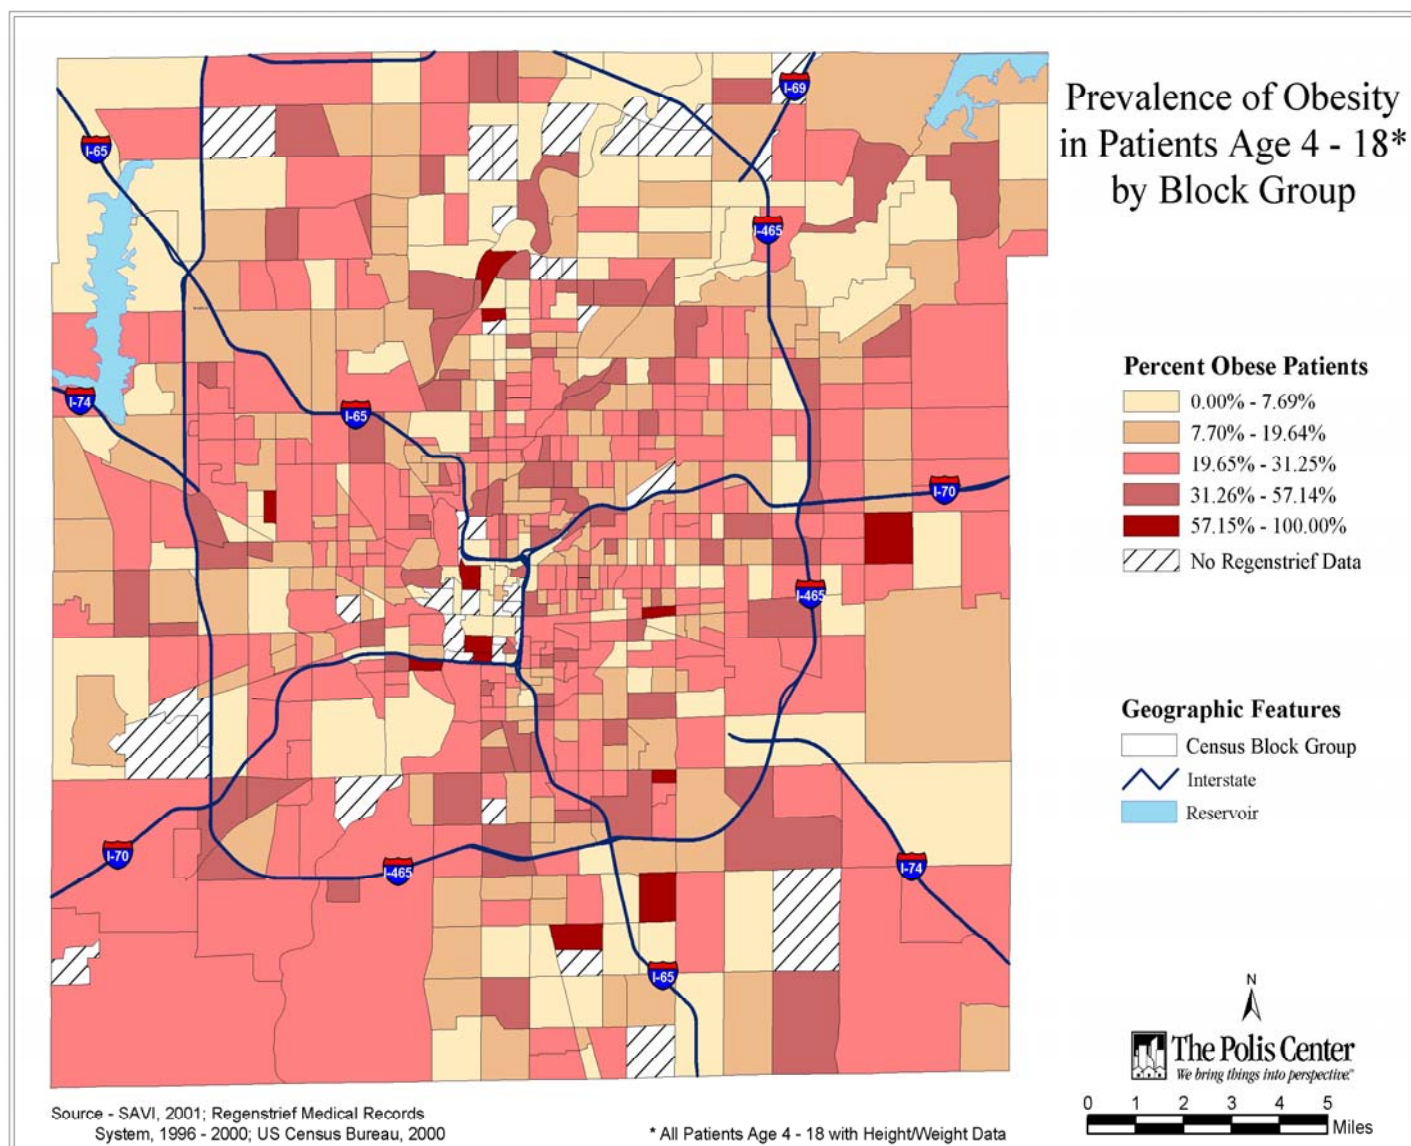 Prevalence of Obesity
in Patients Age 4 - 18*
by Block Group
I-69
I-65
I-465
I-74
I-65
I-70
I-465
I-70
I-465
I-74
I-65
Percent Obese Patients
0.00% - 7.69%
7.70% - 19.64%
19.65% - 31.25%
31.26% - 57.14%
57.15% - 100.00%
No Regenstrief Data
Geographic Features
Census Block Group
Interstate
Reservoir
N
The Polis Center
We bring things into perspective.
0 1 2 3 4 5
Miles
Source - SAVI, 2001; Regenstrief Medical Records
System, 1996 - 2000; US Census Bureau, 2000
* All Patients Age 4 - 18 with Height/Weight Data